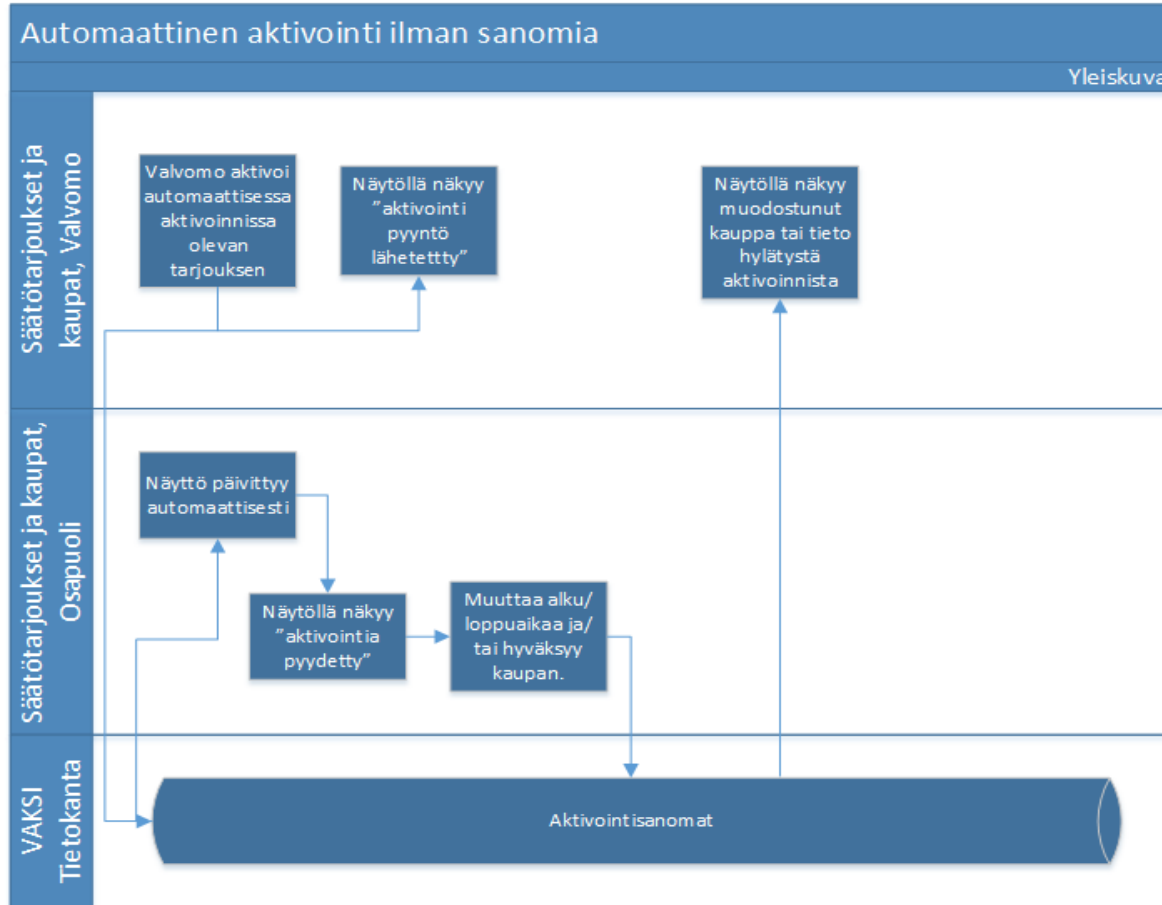 Automaattinen aktivointi ilman sanomia
Yleiskuva
Säätötarjoukset ja
kaupat, Valvomo
Valvomo aktivoi
automaattisessa
aktivoinnissa
olevan
tarjouksen
Näytöllä näkyy
”aktivointi
pyyntö
lähetettty”
Näytöllä näkyy
muodostunut
kauppa tai tieto
hylätystä
aktivoinnista
Säätötarjoukset ja kaupat,
Osapuoli
Näyttö päivittyy
automaattisesti
Näytöllä näkyy
”aktivointia
pyydetty”
Muuttaa alku/
loppuaikaa ja/
tai hyväksyy
kaupan.
VAKSI
Tietokanta
Aktivointisanomat